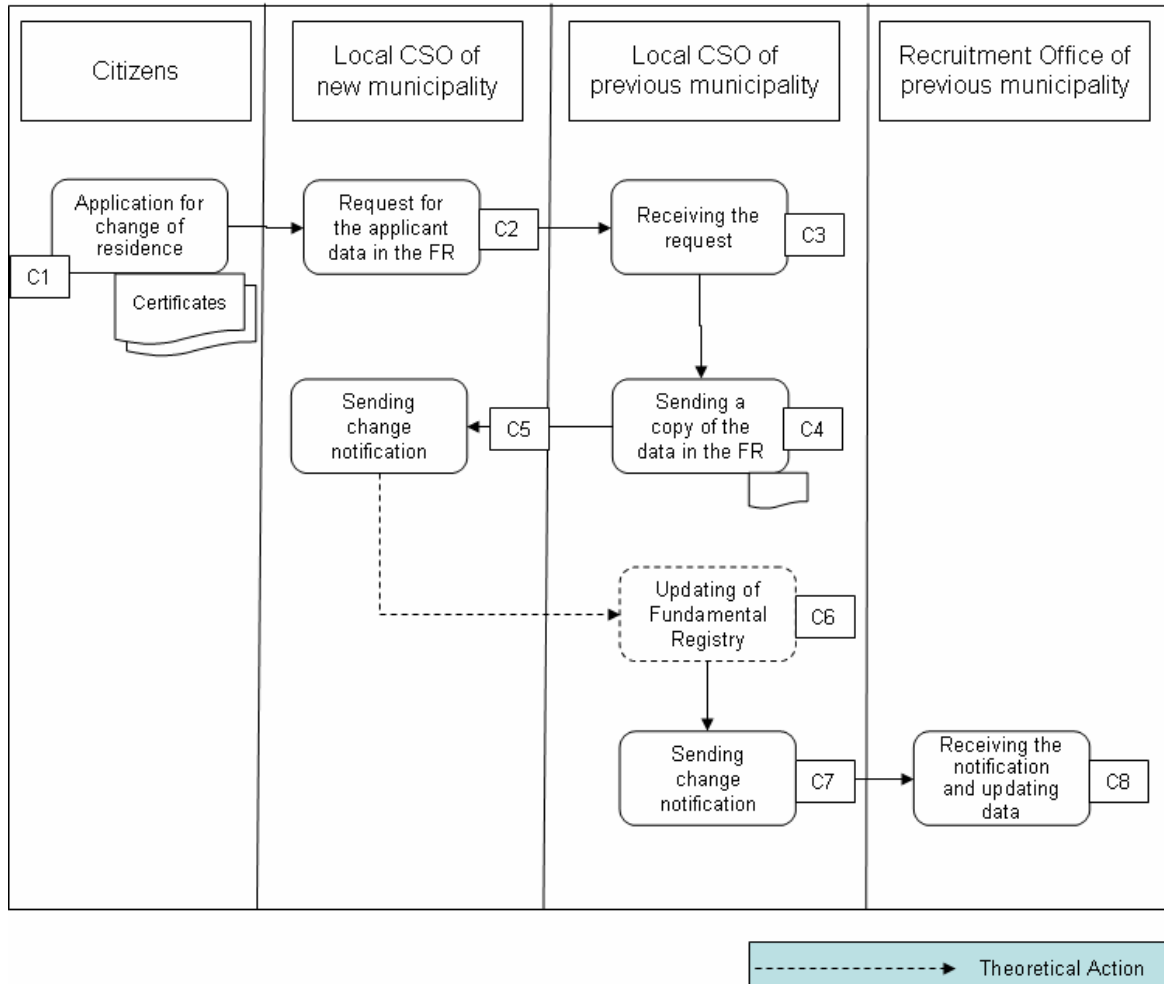 Citizens
Local CSO of
new municipality
Local CSO of
previous municipality
Recruitment Office of
previous municipality
Application for
change of
residence
C1
Certificates
Request for
the applicant
data in the FR
C2
Receiving the
request
C3
Sending
change
notification
C5
Sending a
copy of the
data in the FR
C4
Updating of
Fundamental
Registry
C6
Sending
change
notification
C7
Receiving the
notification
and updating
data
C8
Theoretical Action